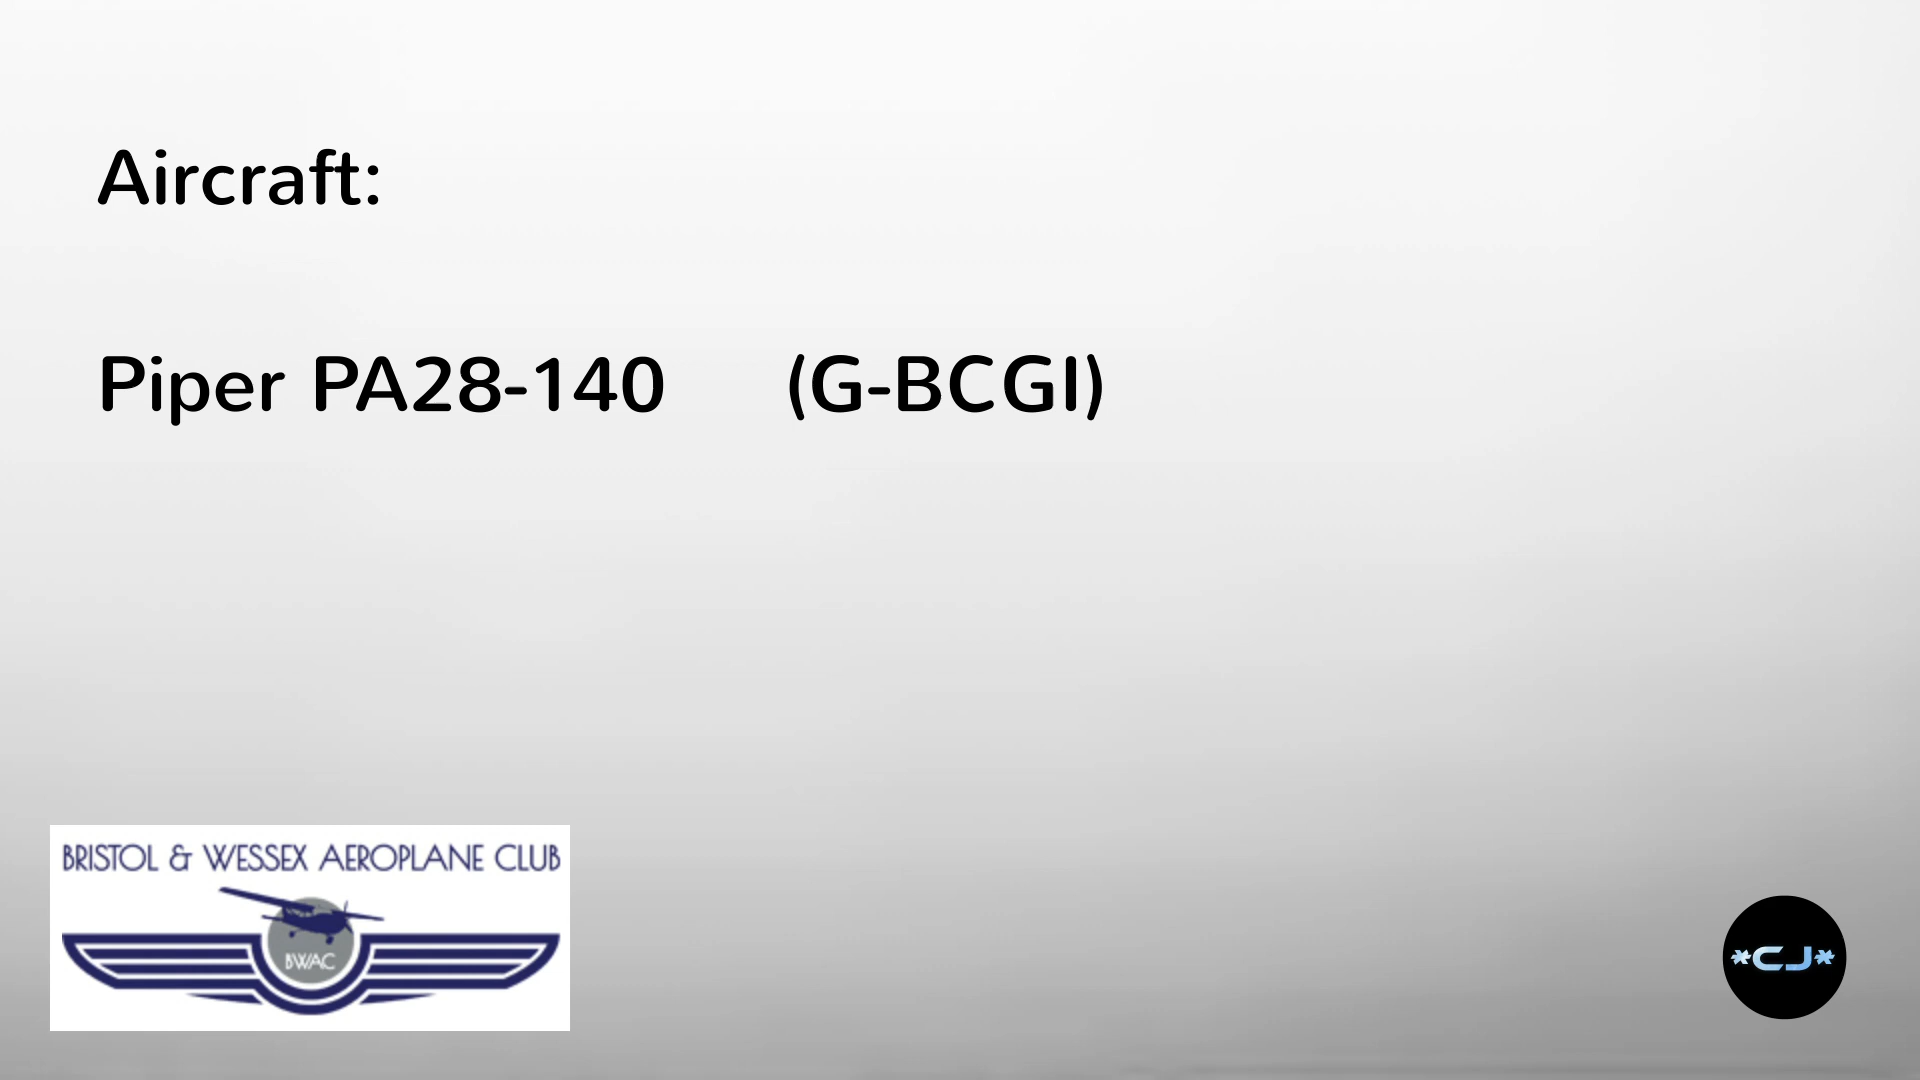 Aircraft:
Piper PA28-140 (G-BCGI)
BRISTOL & WESSEX AEROPLANE CLUB
BWAC
*CJ*